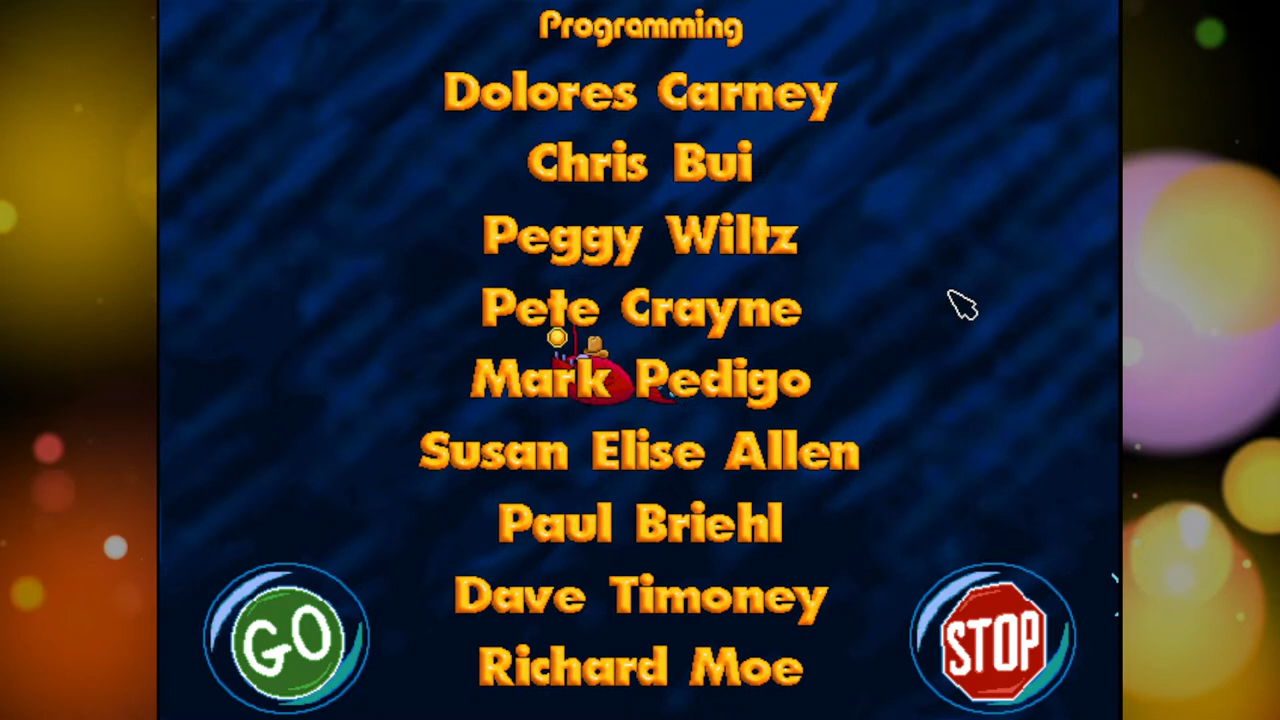 Programming
Dolores Carney
Chris Bui
Peggy Wiltz
Pete Crayne
Mark Pedigo
Susan Elise Allen
Paul Briehl
Dave Timoney
Richard Moe
GO
STOP